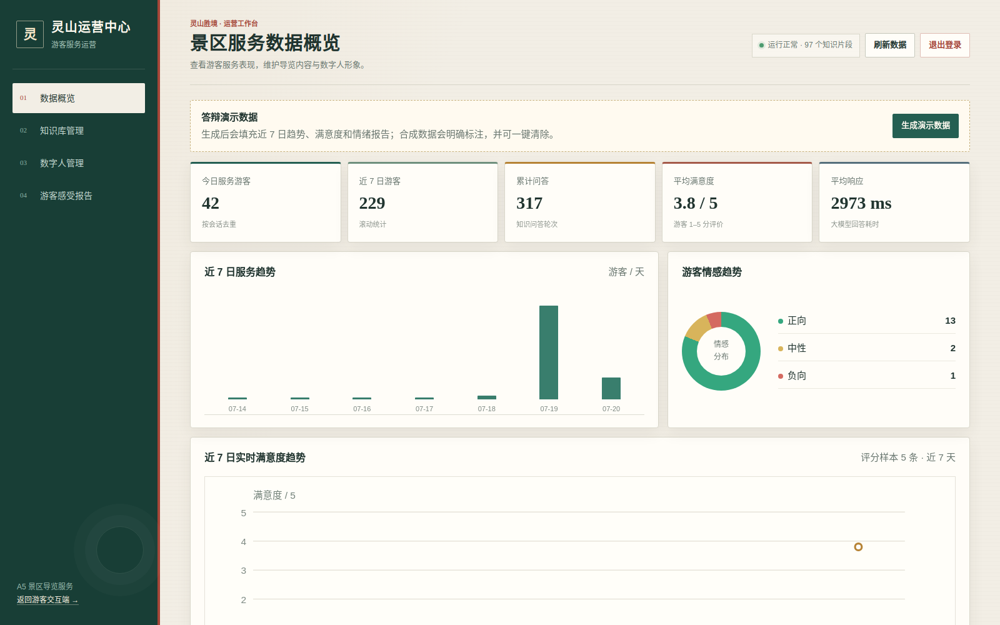 灵
灵山运营中心
游客服务运营
01 数据概览
02 知识库管理
03 数字人管理
04 游客感受报告
A5 景区导览服务
返回游客交互端 →
灵山胜境 · 运营工作台
景区服务数据概览
查看游客服务表现，维护导览内容与数字人形象。
运行正常 · 97 个知识片段
刷新数据
退出登录
答辩演示数据
生成后会填充近 7 日趋势、满意度和情绪报告；合成数据会明确标注，并可一键清除。
生成演示数据
今日服务游客
42
按会话去重
近 7 日游客
229
滚动统计
累计问答
317
知识问答轮次
平均满意度
3.8 / 5
游客 1–5 分评价
平均响应
2973 ms
大模型回答耗时
近 7 日服务趋势
游客 / 天
07-14 07-15 07-16 07-17 07-18 07-19 07-20
游客情感趋势
情感
分布
正向 13
中性 2
负向 1
近 7 日实时满意度趋势
评分样本 5 条 · 近 7 天
满意度 / 5
5
4
3
2